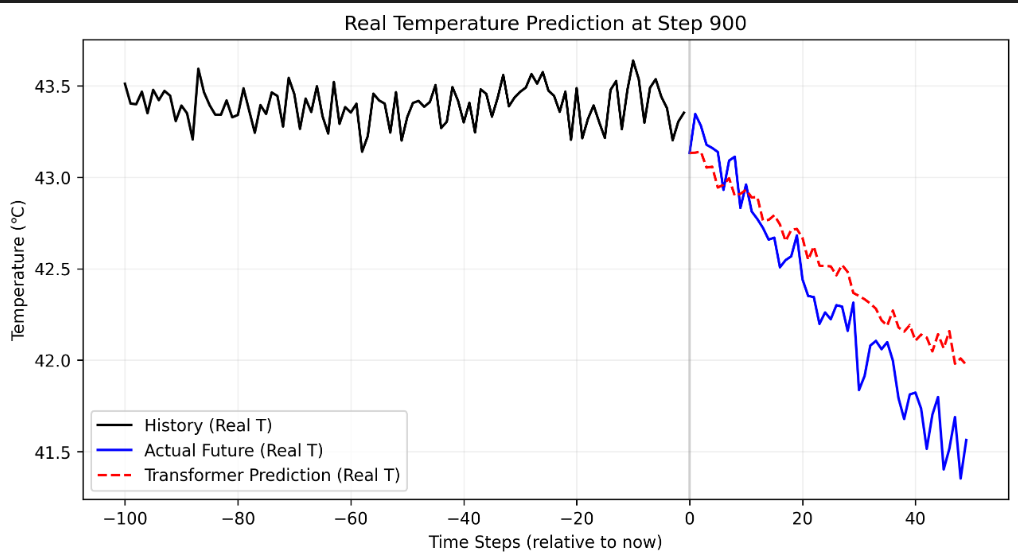 Real Temperature Prediction at Step 900
Temperature (°C)
43.5
43.0
42.5
42.0
41.5
History (Real T)
Actual Future (Real T)
Transformer Prediction (Real T)
−100
−80
−60
−40
−20
0
20
40
Time Steps (relative to now)